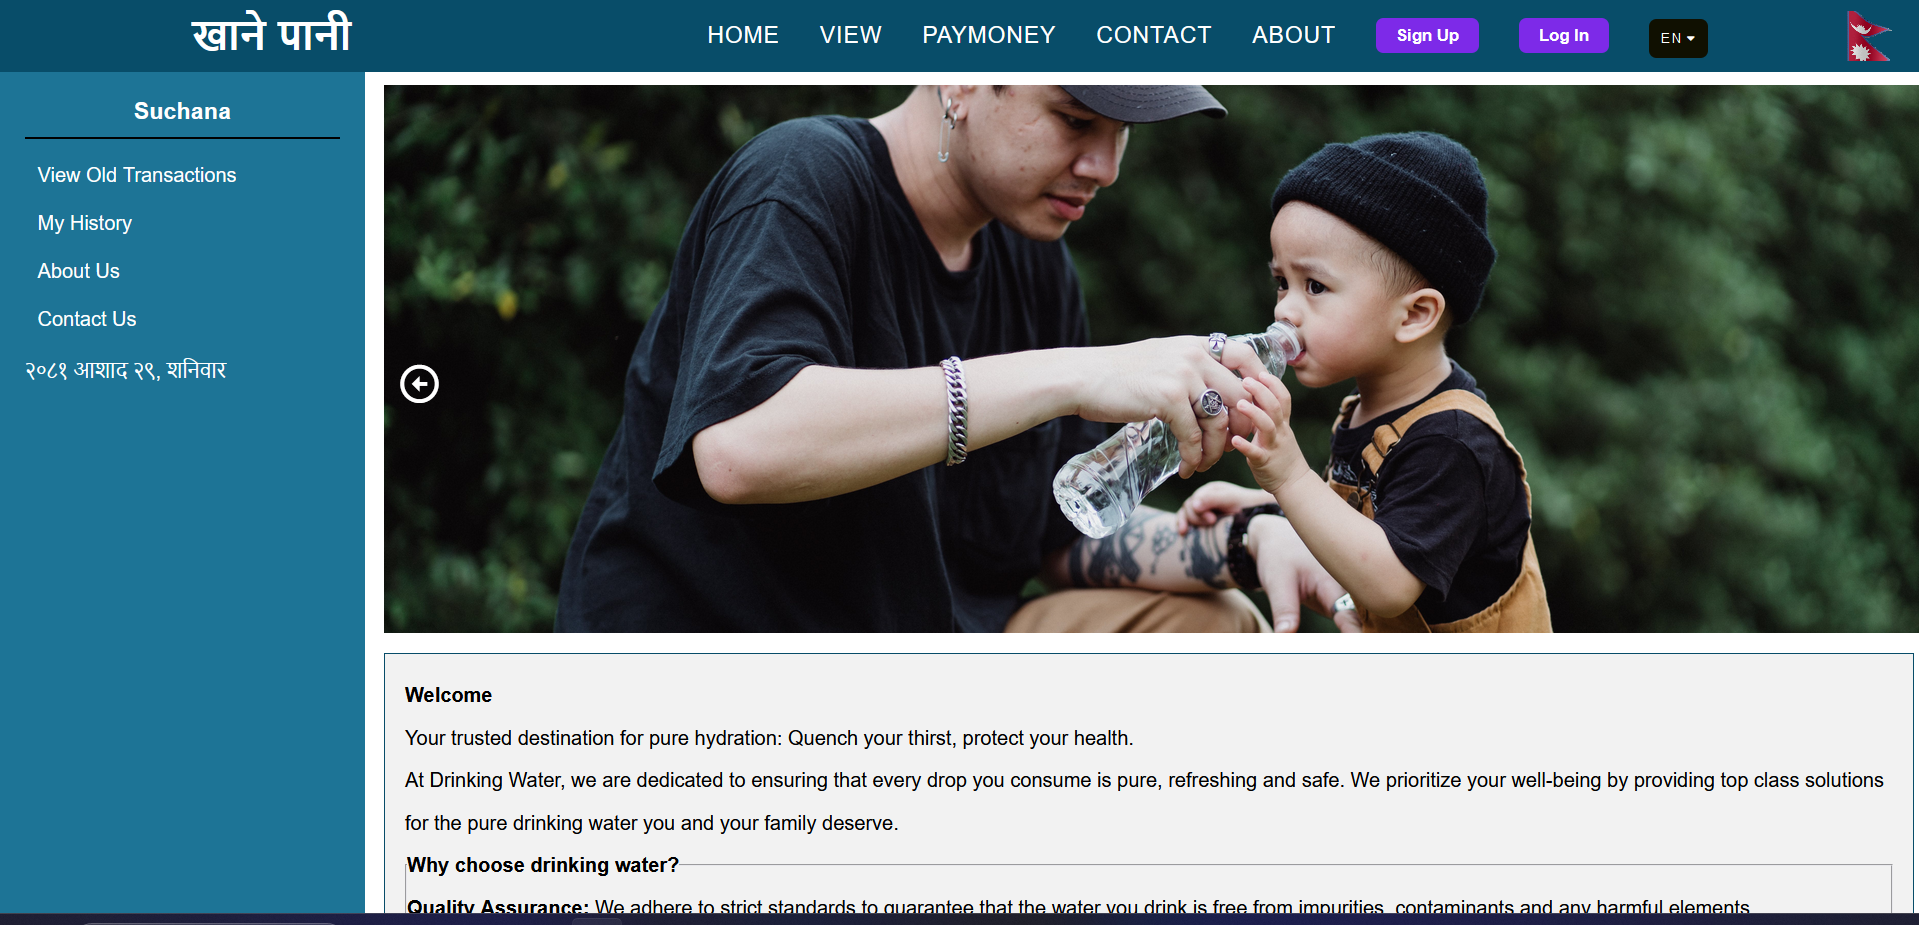 खाने पानी
HOME VIEW PAYMONEY CONTACT ABOUT Sign Up Log In EN
Suchana
View Old Transactions
My History
About Us
Contact Us
२०८१ आशाद २९, शनिवार
Welcome
Your trusted destination for pure hydration: Quench your thirst, protect your health.
At Drinking Water, we are dedicated to ensuring that every drop you consume is pure, refreshing and safe. We prioritize your well-being by providing top class solutions
for the pure drinking water you and your family deserve.
Why choose drinking water?
Quality Assurance: We adhere to strict standards to guarantee that the water you drink is free from impurities, contaminants and any harmful elements